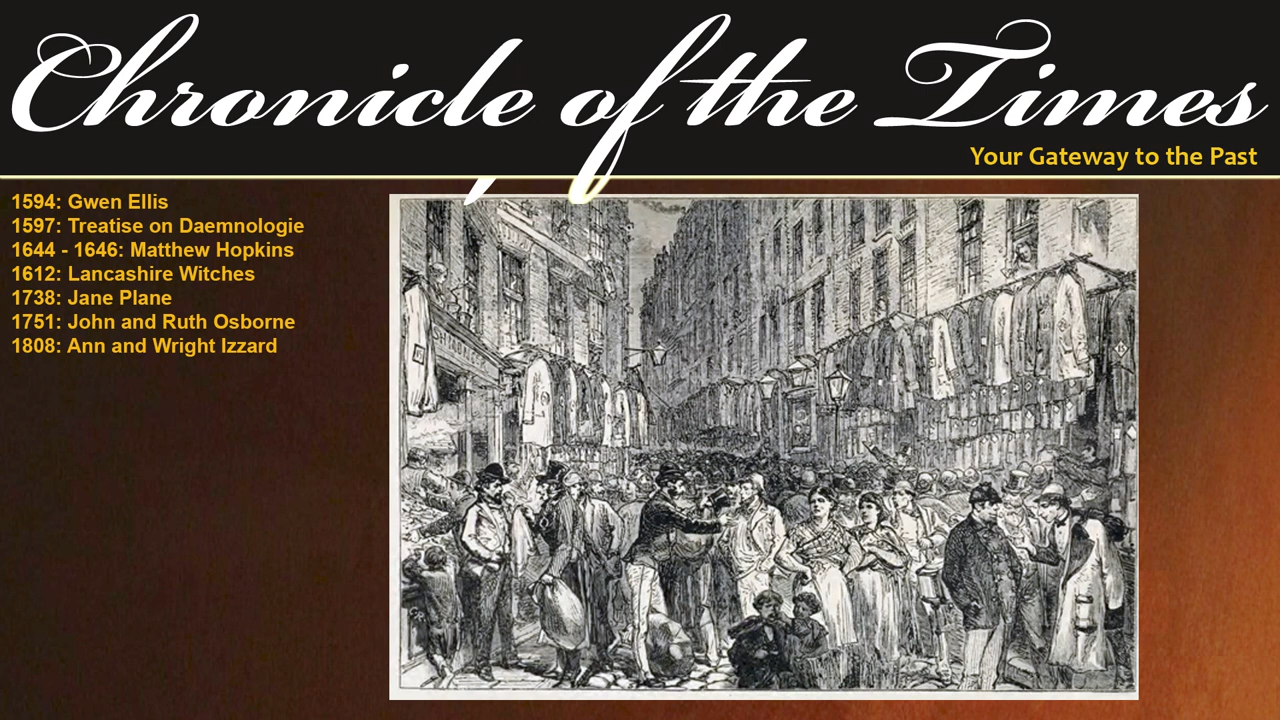 Chronicle of the Times
Your Gateway to the Past
1594: Gwen Ellis
1597: Treatise on Daemnologie
1644 - 1646: Matthew Hopkins
1612: Lancashire Witches
1738: Jane Plane
1751: John and Ruth Osborne
1808: Ann and Wright Izzard